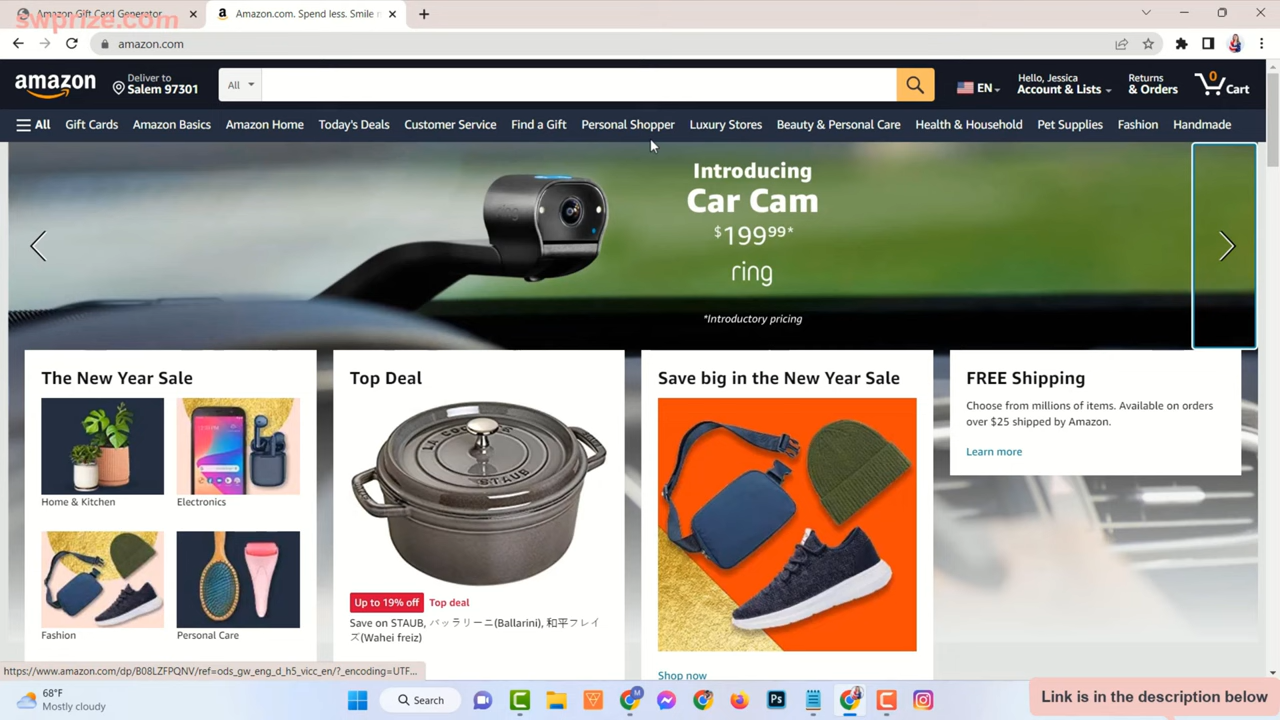 Amazon Gift Card Generator
swprize.com
Amazon.com. Spend less. Smile
amazon.com
amazon
Deliver to
Salem 97301
All
EN
Hello, Jessica
Account & Lists
Returns
& Orders
0
Cart
All
Gift Cards
Amazon Basics
Amazon Home
Today's Deals
Customer Service
Find a Gift
Personal Shopper
Luxury Stores
Beauty & Personal Care
Health & Household
Pet Supplies
Fashion
Handmade
Introducing
Car Cam
$199.99*
ring
*Introductory pricing
The New Year Sale
Home & Kitchen
Electronics
Fashion
Personal Care
Top Deal
LA COCOTTE
STAUB
Up to 19% off
Top deal
Save on STAUB, バッラリーニ(Ballarini), 和平フレイ
ズ(Wahei freiz)
Save big in the New Year Sale
Shop now
FREE Shipping
Choose from millions of items. Available on orders
over $25 shipped by Amazon.
Learn more
https://www.amazon.com/dp/B08LZFPQNV/ref=ods_gw_eng_d_h5_vicc_en/?_encoding=UTF...
68°F
Mostly cloudy
Search
Link is in the description below